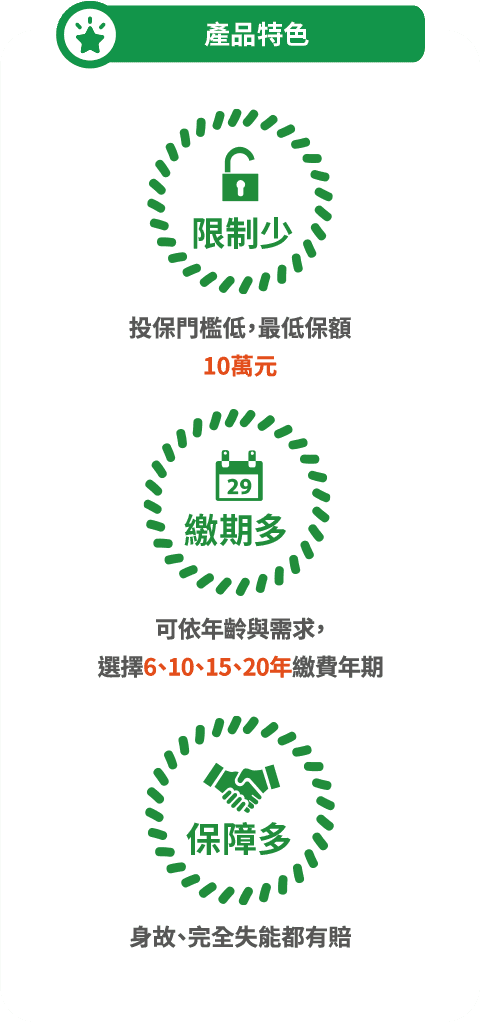 產品特色
限制少
投保門檻低，最低保額
10萬元
29
繳期多
可依年齡與需求，
選擇6、10、15、20年繳費年期
保障多
身故、完全失能都有賠